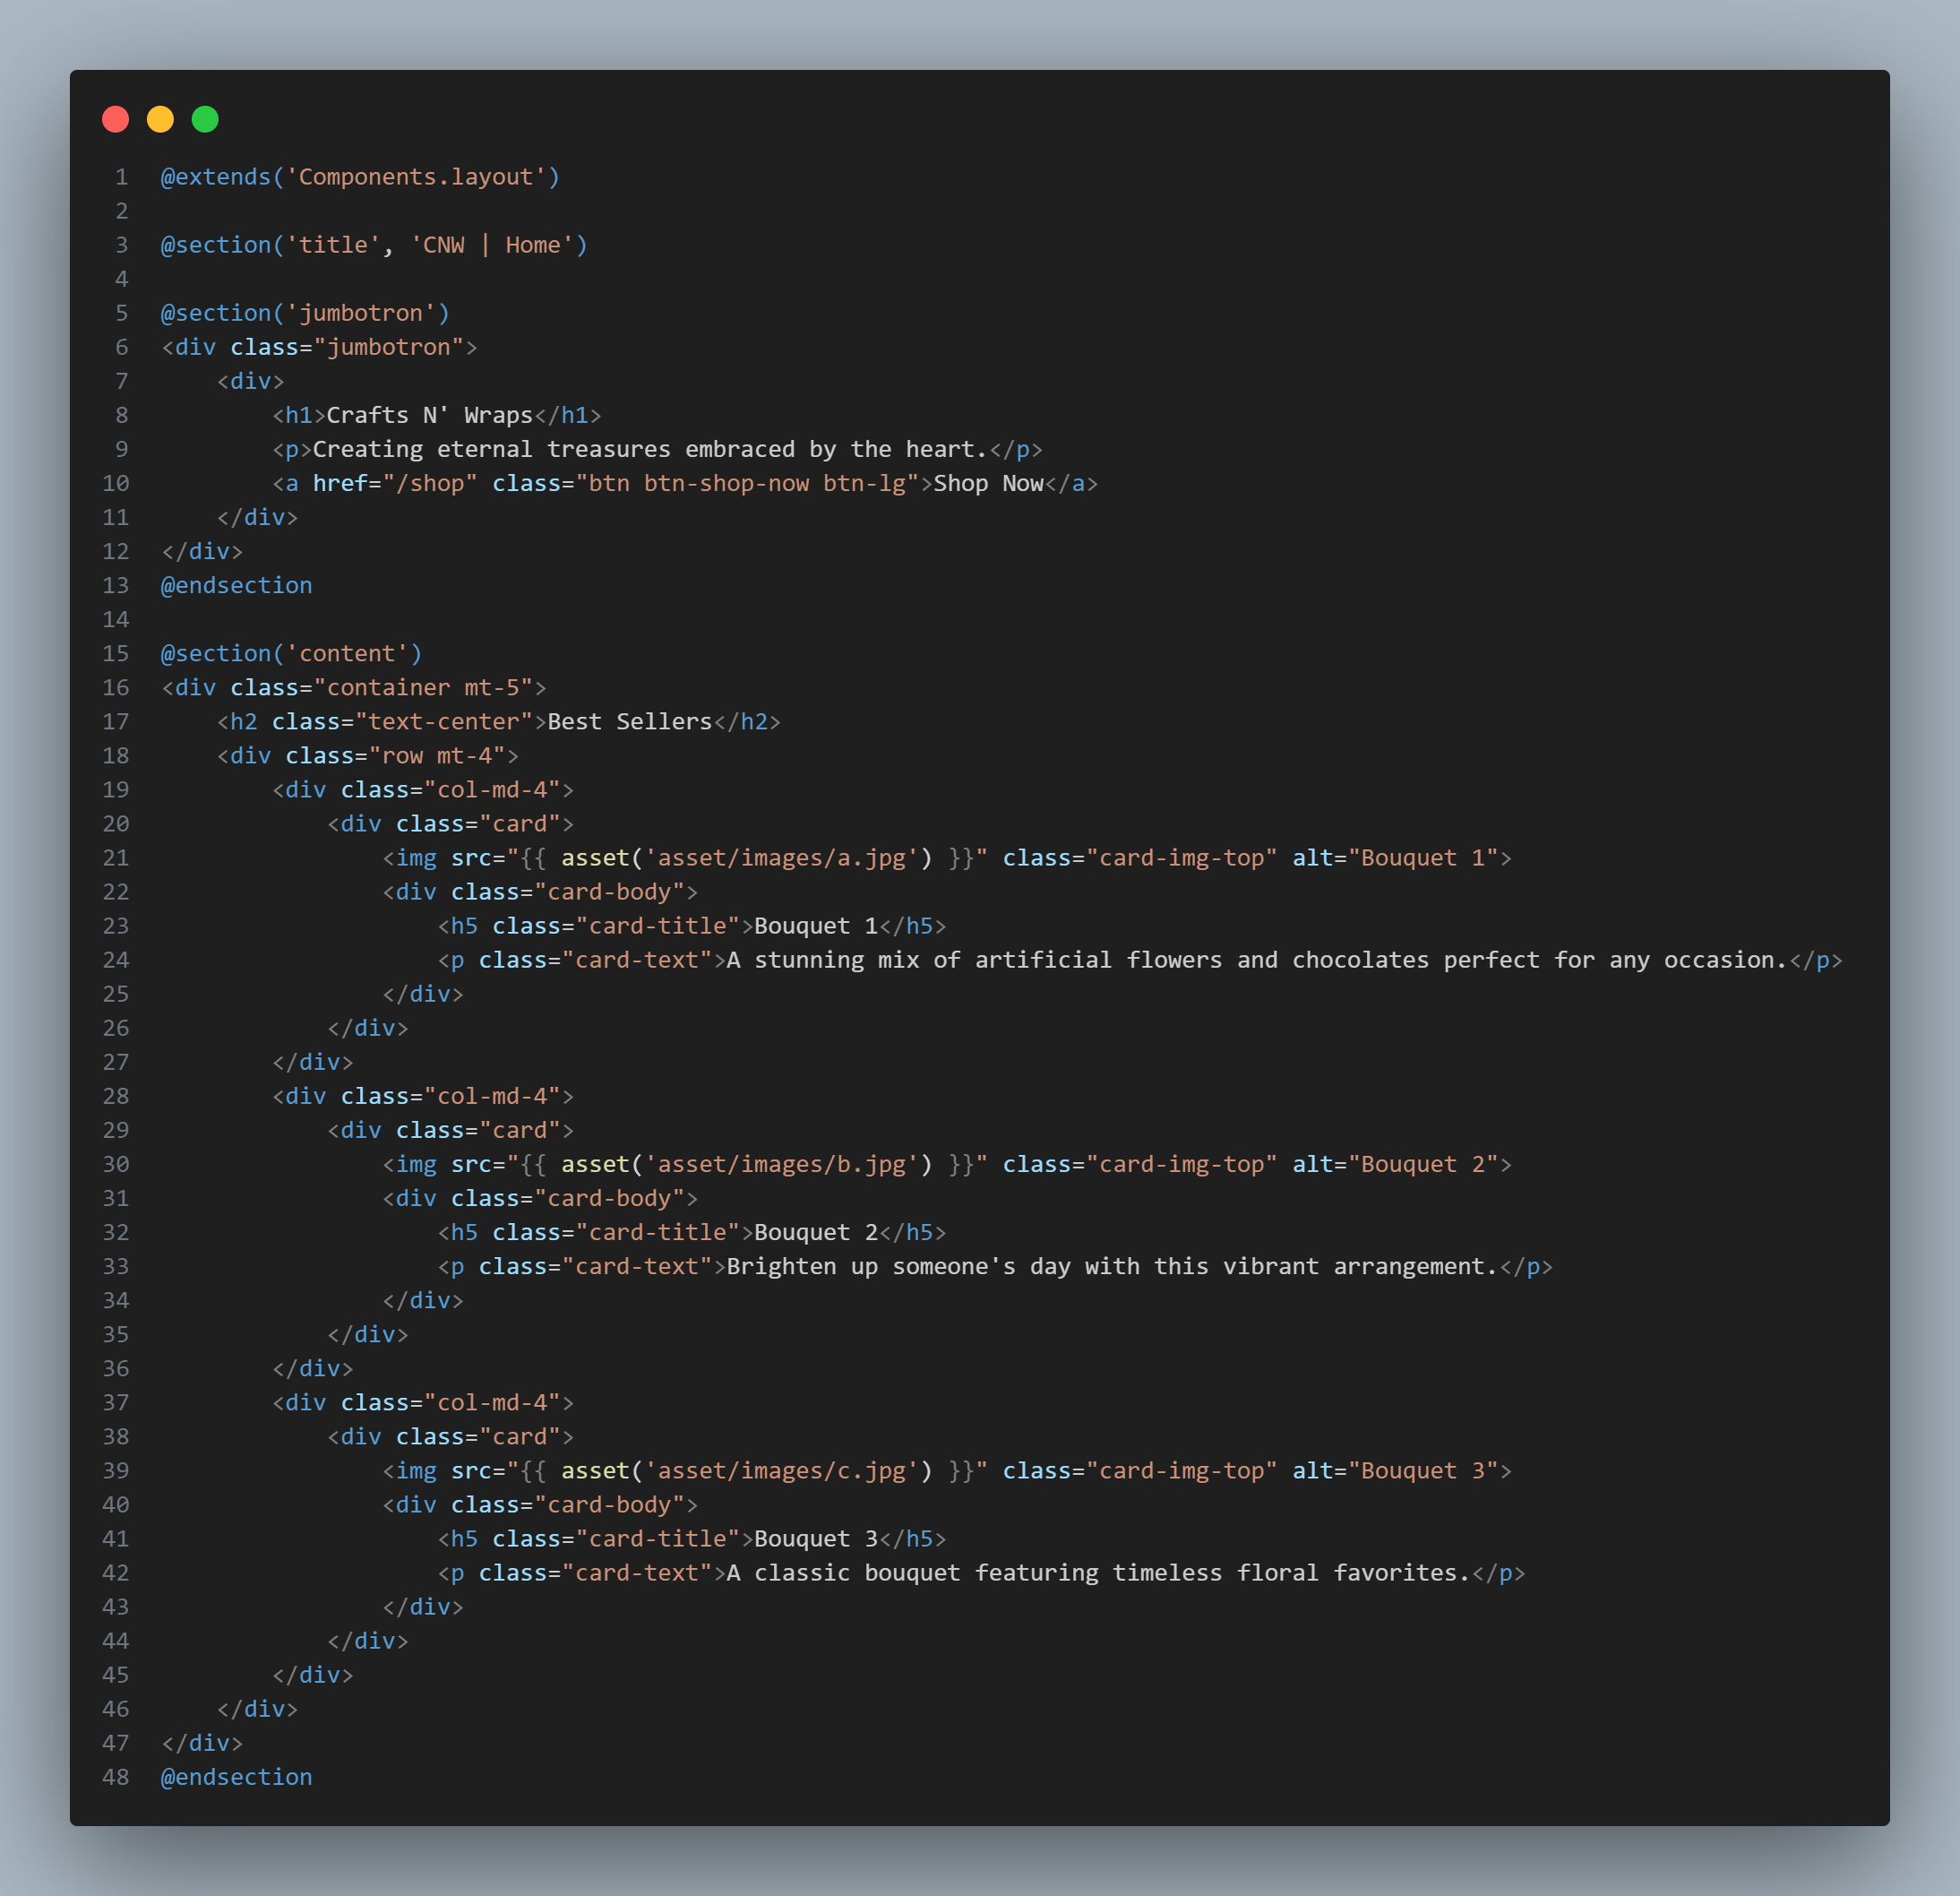 1 @extends('Components.layout')
2
3 @section('title', 'CNW | Home')
4
5 @section('jumbotron')
6 <div class="jumbotron">
7     <div>
8         <h1>Crafts N' Wraps</h1>
9         <p>Creating eternal treasures embraced by the heart.</p>
10         <a href="/shop" class="btn btn-shop-now btn-lg">Shop Now</a>
11     </div>
12 </div>
13 @endsection
14
15 @section('content')
16 <div class="container mt-5">
17     <h2 class="text-center">Best Sellers</h2>
18     <div class="row mt-4">
19         <div class="col-md-4">
20             <div class="card">
21                 <img src="{{ asset('asset/images/a.jpg') }}" class="card-img-top" alt="Bouquet 1">
22                 <div class="card-body">
23                     <h5 class="card-title">Bouquet 1</h5>
24                     <p class="card-text">A stunning mix of artificial flowers and chocolates perfect for any occasion.</p>
25                 </div>
26             </div>
27         </div>
28         <div class="col-md-4">
29             <div class="card">
30                 <img src="{{ asset('asset/images/b.jpg') }}" class="card-img-top" alt="Bouquet 2">
31                 <div class="card-body">
32                     <h5 class="card-title">Bouquet 2</h5>
33                     <p class="card-text">Brighten up someone's day with this vibrant arrangement.</p>
34                 </div>
35             </div>
36         </div>
37         <div class="col-md-4">
38             <div class="card">
39                 <img src="{{ asset('asset/images/c.jpg') }}" class="card-img-top" alt="Bouquet 3">
40                 <div class="card-body">
41                     <h5 class="card-title">Bouquet 3</h5>
42                     <p class="card-text">A classic bouquet featuring timeless floral favorites.</p>
43                 </div>
44             </div>
45         </div>
46     </div>
47 </div>
48 @endsection